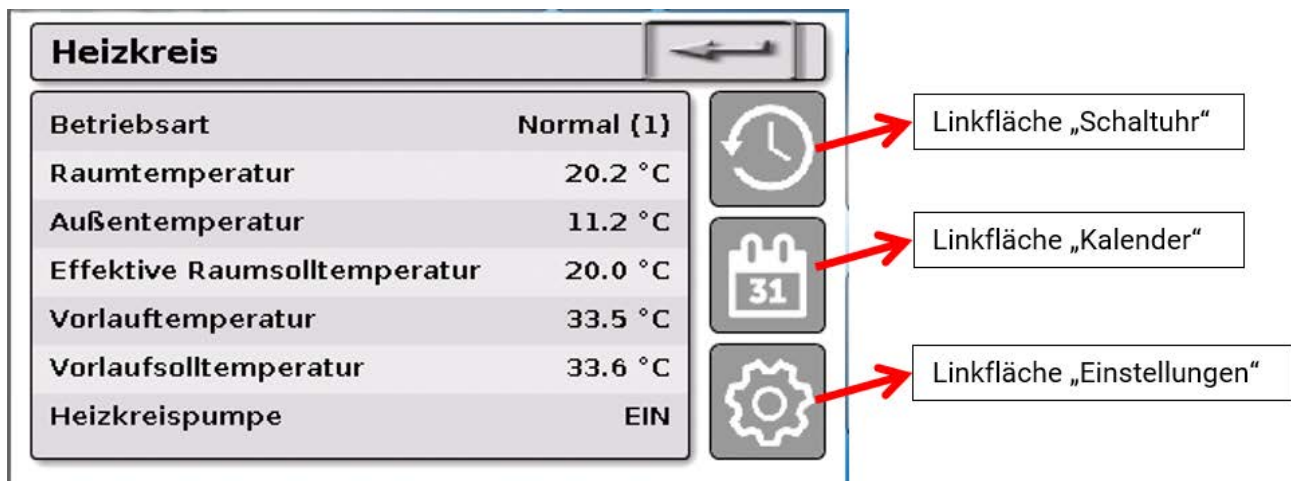 Heizkreis
Betriebsart Normal (1)
Raumtemperatur 20.2 °C
Außentemperatur 11.2 °C
Effektive Raumsolltemperatur 20.0 °C
Vorlauftemperatur 33.5 °C
Vorlaufsolltemperatur 33.6 °C
Heizkreispumpe EIN
31
Linkfläche „Schaltuhr“
Linkfläche „Kalender“
Linkfläche „Einstellungen“